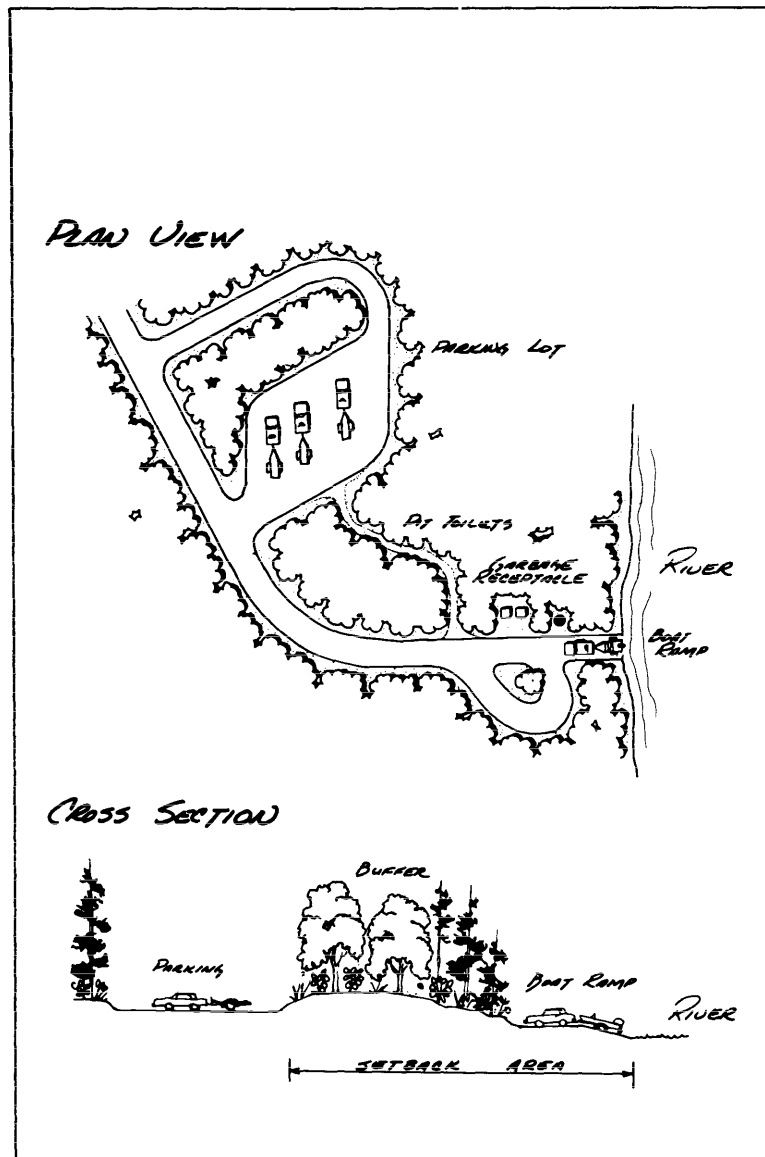 PLAN VIEW
PARKING LOT
PIT TOILETS
GARBAGE
RECEPTACLE
RIVER
BOAT
RAMP
CROSS SECTION
BUFFER
PARKING
BOAT RAMP
RIVER
SETBACK AREA